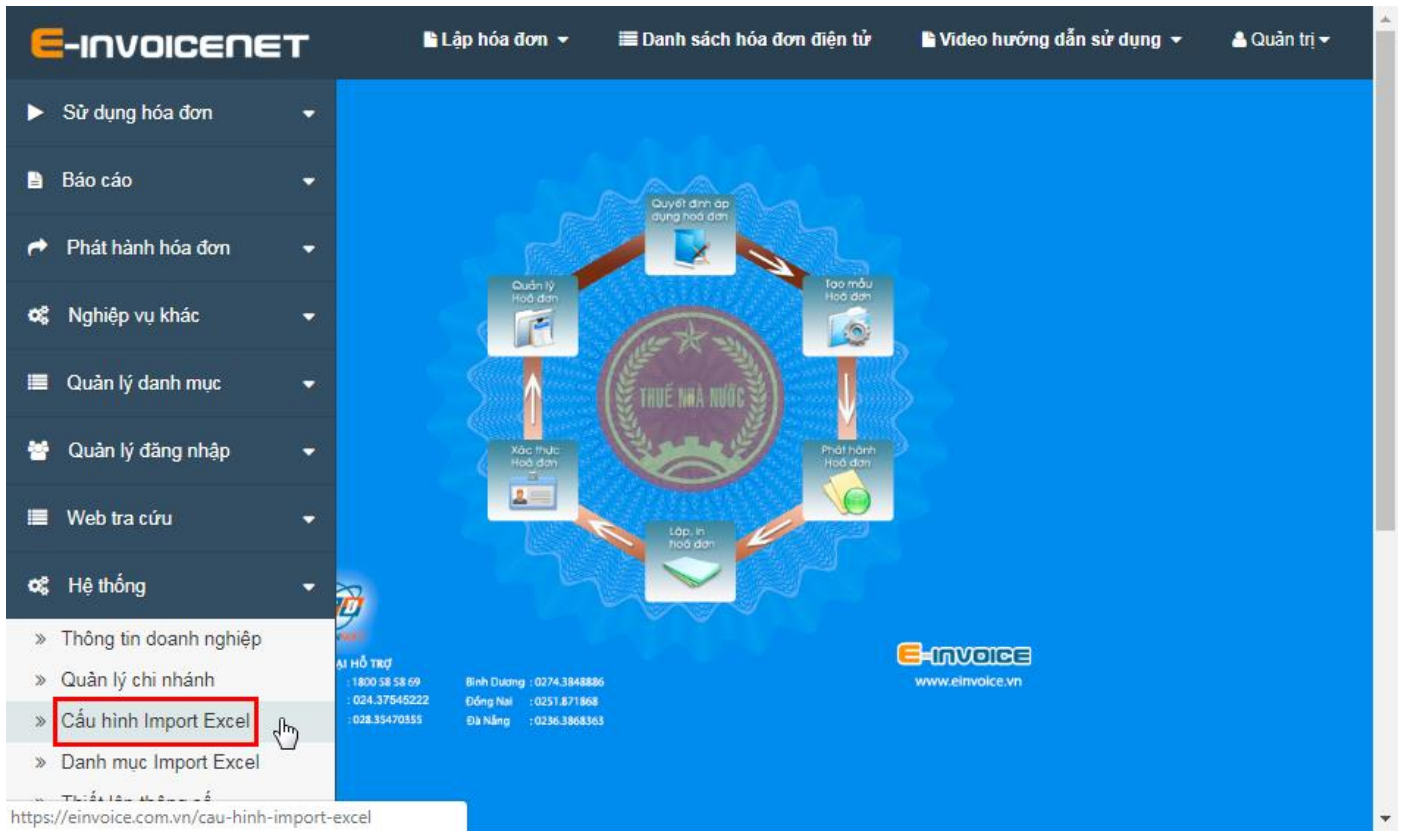 E-INVOICENET
Lập hóa đơn
Danh sách hóa đơn điện tử
Video hướng dẫn sử dụng
Quản trị
Sử dụng hóa đơn
Báo cáo
Phát hành hóa đơn
Nghiệp vụ khác
Quản lý danh mục
Quản lý đăng nhập
Web tra cứu
Hệ thống
Thông tin doanh nghiệp
Quản lý chi nhánh
Cấu hình Import Excel
Danh mục Import Excel
Thiết lập thông số
https://einvoice.com.vn/cau-hinh-import-excel
Quyết định áp
dụng hoá đơn
Tạo mẫu
Hoá đơn
Phát hành
Hoá đơn
Lập, in
hoá đơn
Xác thực
Hoá đơn
Quản lý
Hoá đơn
THUẾ NHÀ NƯỚC
ẠI HỖ TRỢ
: 1800 58 58 69
: 024.37545222
: 028.35470355
Bình Dương : 0274.3848886
Đồng Nai : 0251.871868
Đà Nẵng : 0236.3868363
E-INVOICE
www.einvoice.vn